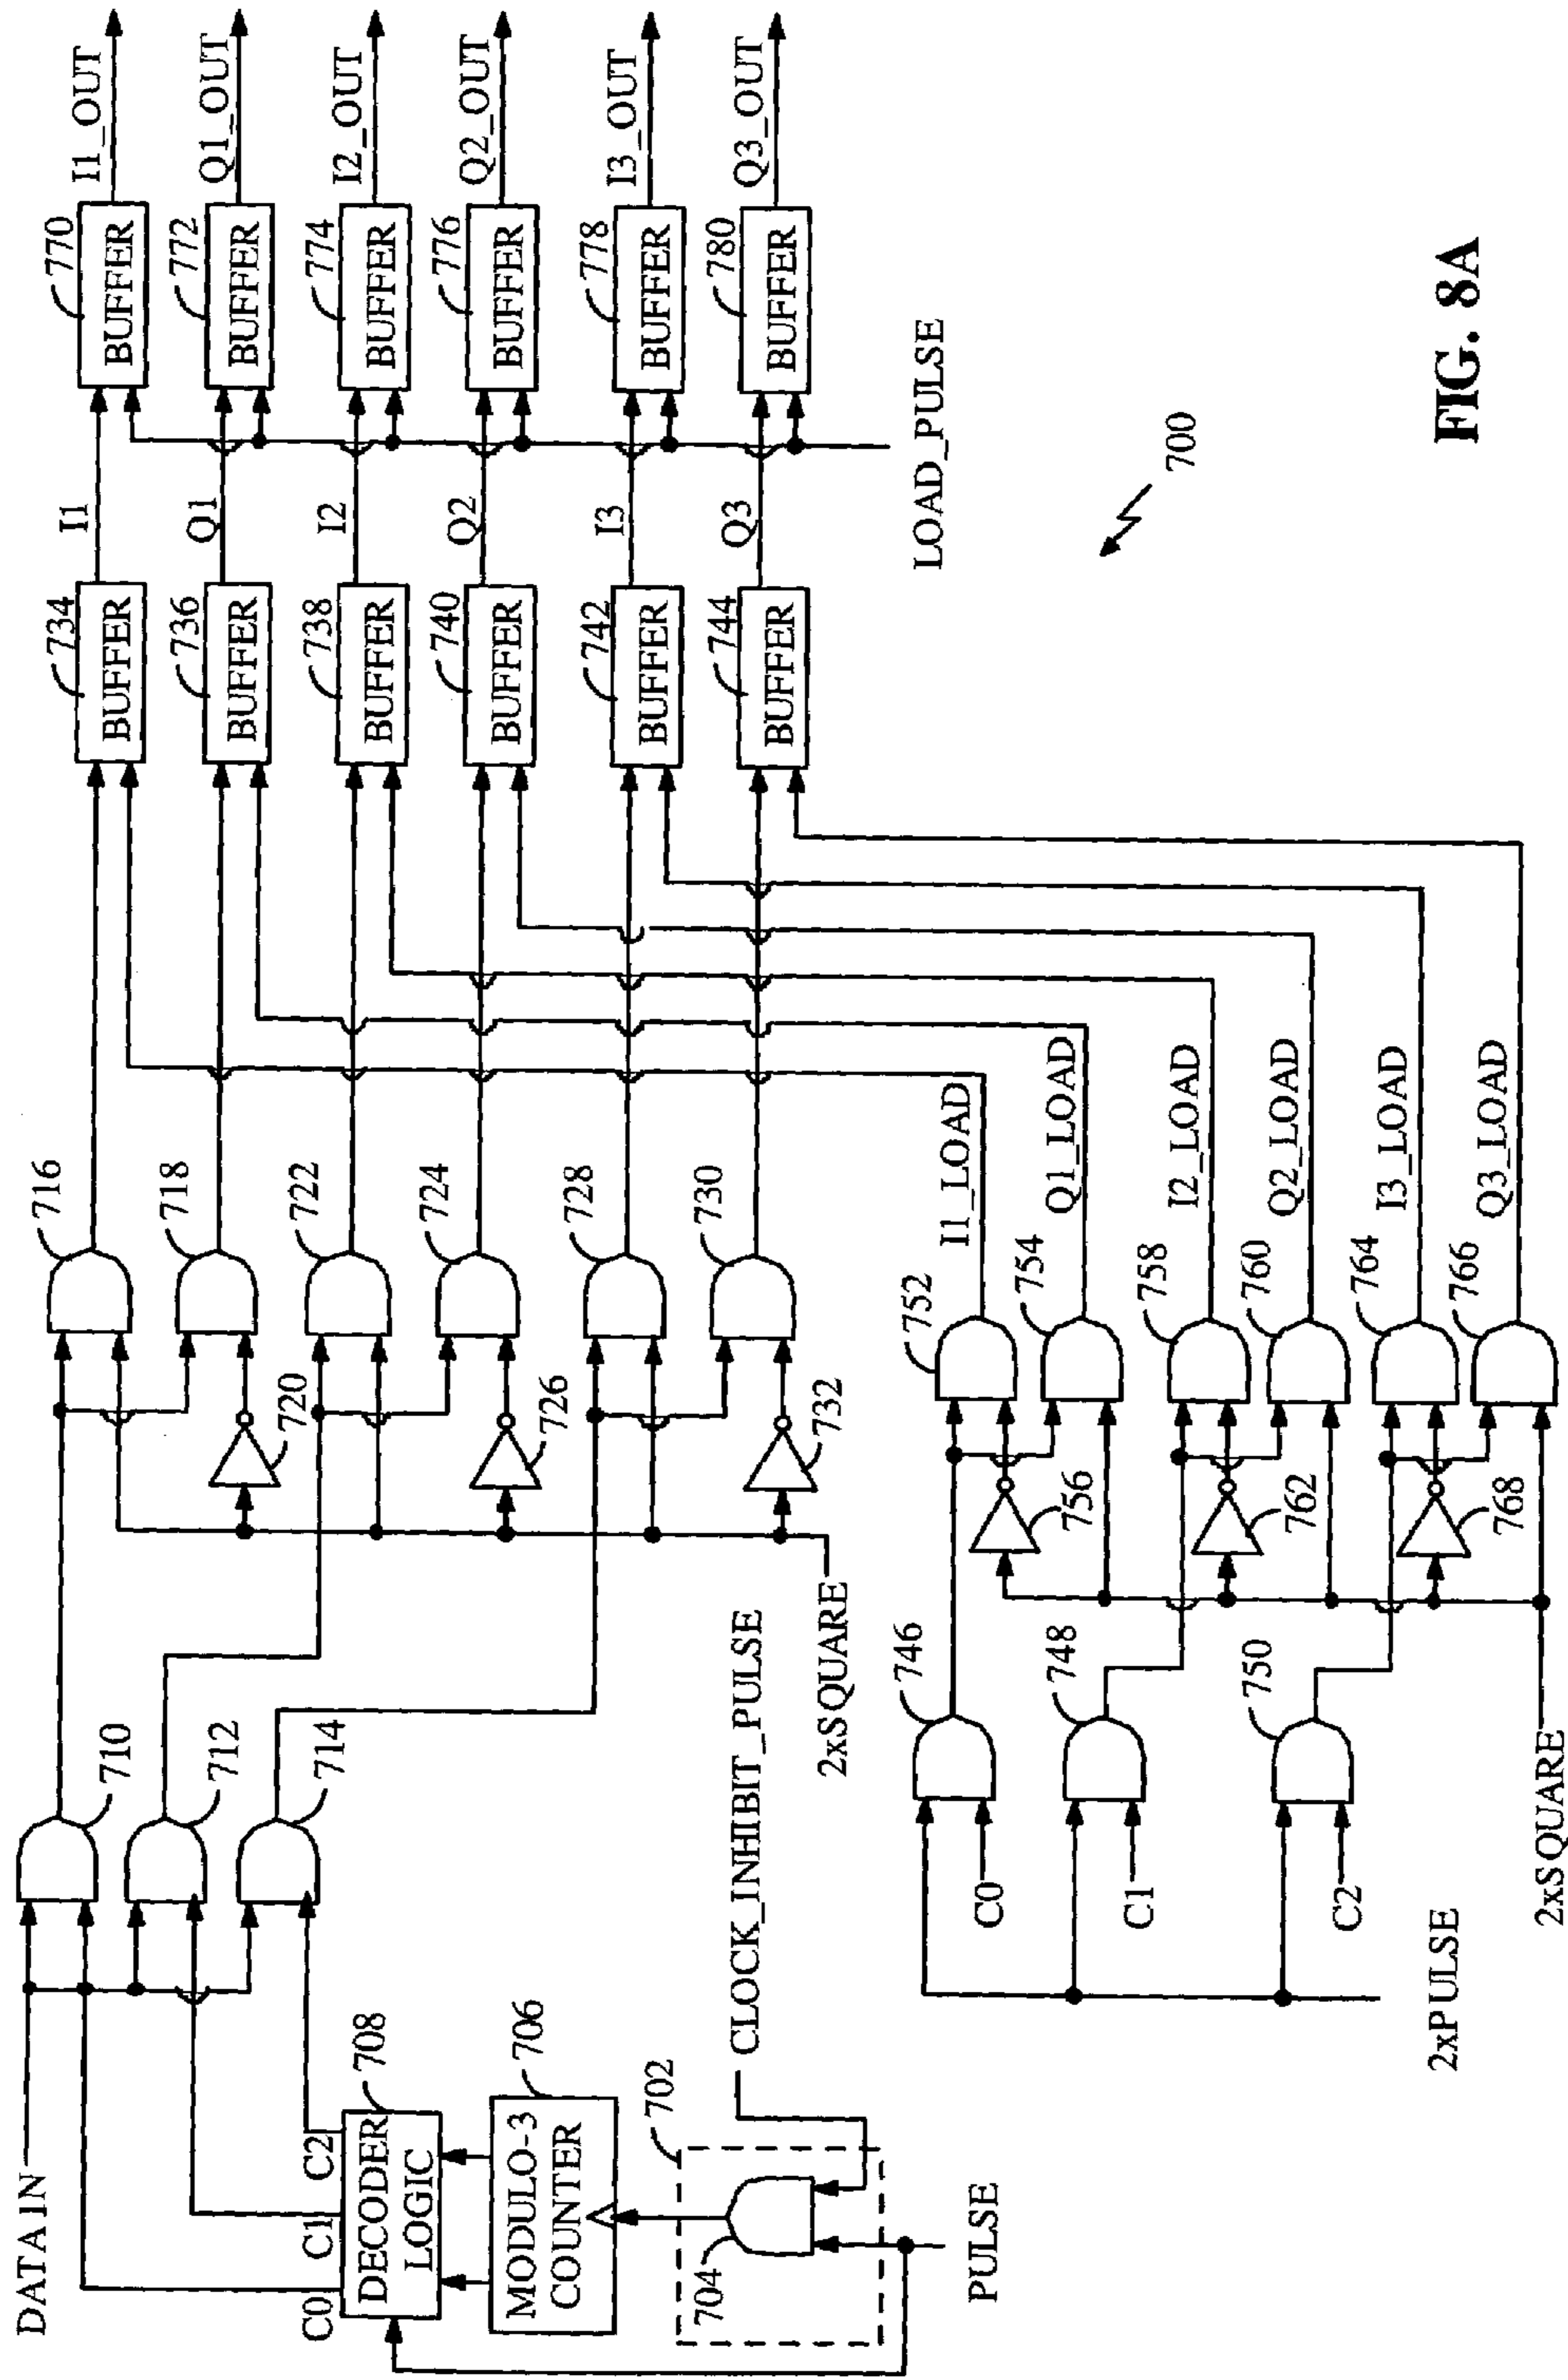 DATA IN
C0
C1
C2
DECODER
LOGIC
708
MODULO-3
COUNTER
706
702
704
PULSE
CLOCK_INHIBIT_PULSE
710
712
714
716
718
720
722
724
726
728
730
732
2xSQUARE
734
BUFFER
736
BUFFER
738
BUFFER
740
BUFFER
742
BUFFER
744
BUFFER
I1
Q1
I2
Q2
I3
Q3
770
BUFFER
772
BUFFER
774
BUFFER
776
BUFFER
778
BUFFER
780
BUFFER
I1_OUT
Q1_OUT
I2_OUT
Q2_OUT
I3_OUT
Q3_OUT
LOAD_PULSE
746
C0
748
C1
750
C2
2xPULSE
2xSQUARE
752
754
756
758
760
762
764
766
768
I1_LOAD
Q1_LOAD
I2_LOAD
Q2_LOAD
I3_LOAD
Q3_LOAD
700
FIG. 8A